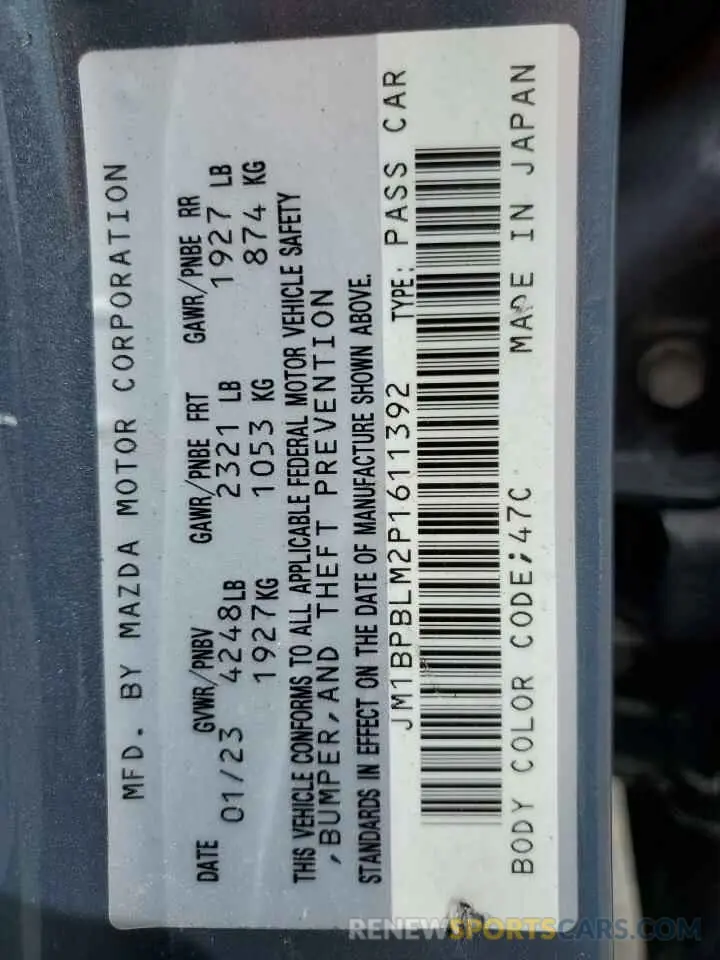 MFD. BY MAZDA MOTOR CORPORATION
DATE GVWR/PNBV GAWR/PNBE FRT GAWR/PNBE RR
01/23 4248LB 2321 LB 1927 LB
1927KG 1053 KG 874 KG
THIS VEHICLE CONFORMS TO ALL APPLICABLE FEDERAL MOTOR VEHICLE SAFETY
,BUMPER,AND THEFT PREVENTION
STANDARDS IN EFFECT ON THE DATE OF MANUFACTURE SHOWN ABOVE.
JM1BPBLM2P1611392 TYPE: PASS CAR
BODY COLOR CODE:47C MADE IN JAPAN
RENEWSPORTSCARS.COM